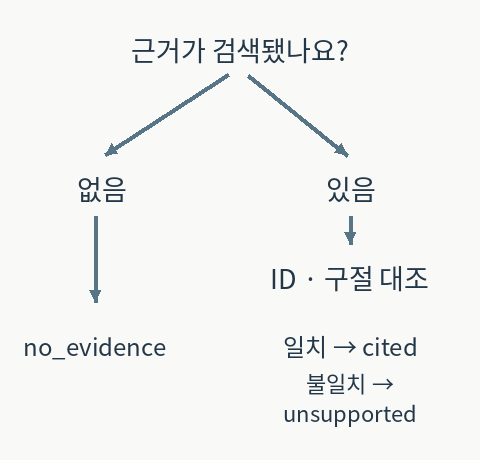 근거가 검색됐나요?
없음
있음
ID · 구절 대조
no_evidence
일치 → cited
불일치 →
unsupported